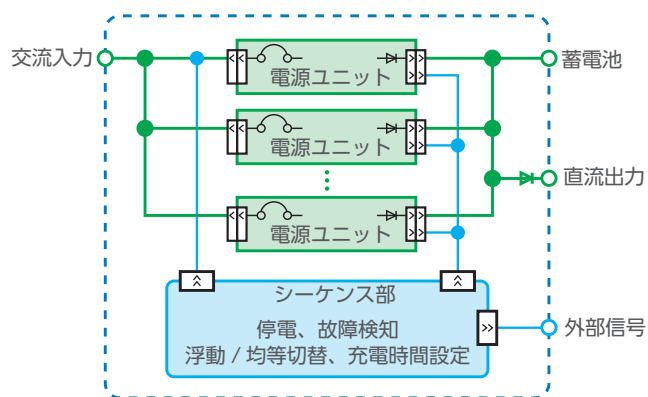 交流入力
電源ユニット
蓄電池
電源ユニット
直流出力
電源ユニット
シーケンス部
停電、故障検知
浮動 / 均等切替、充電時間設定
外部信号